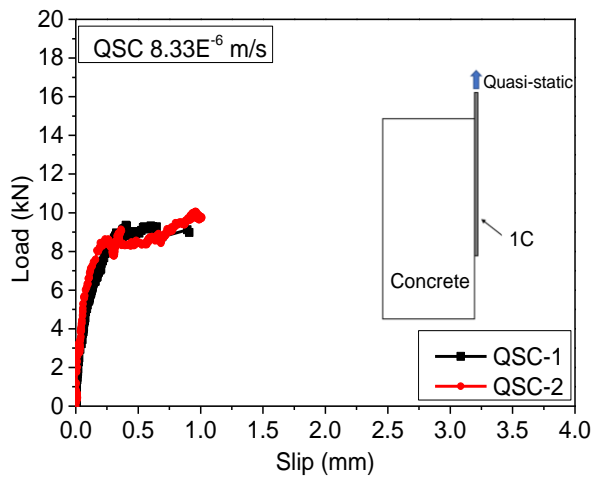 QSC 8.33E⁻⁶ m/s
Quasi-static
1C
Concrete
QSC-1
QSC-2
Load (kN)
20
18
16
14
12
10
8
6
4
2
0
0.0 0.5 1.0 1.5 2.0 2.5 3.0 3.5 4.0
Slip (mm)